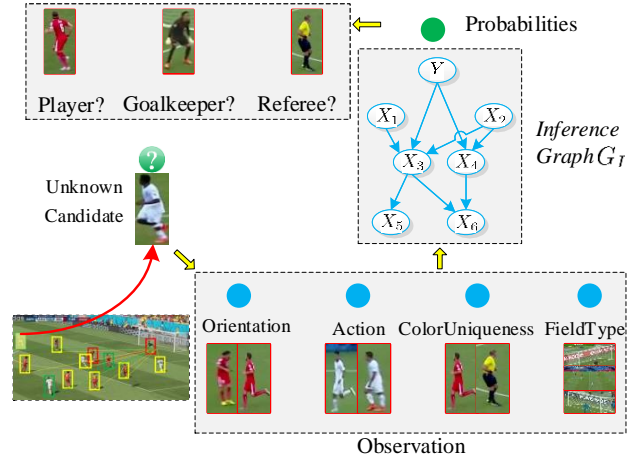 Probabilities
Player?
Goalkeeper?
Referee?
Y
X1
X2
X3
X4
X5
X6
Inference
Graph GI
?
Unknown
Candidate
Orientation
Action
ColorUniqueness
FieldType
Observation